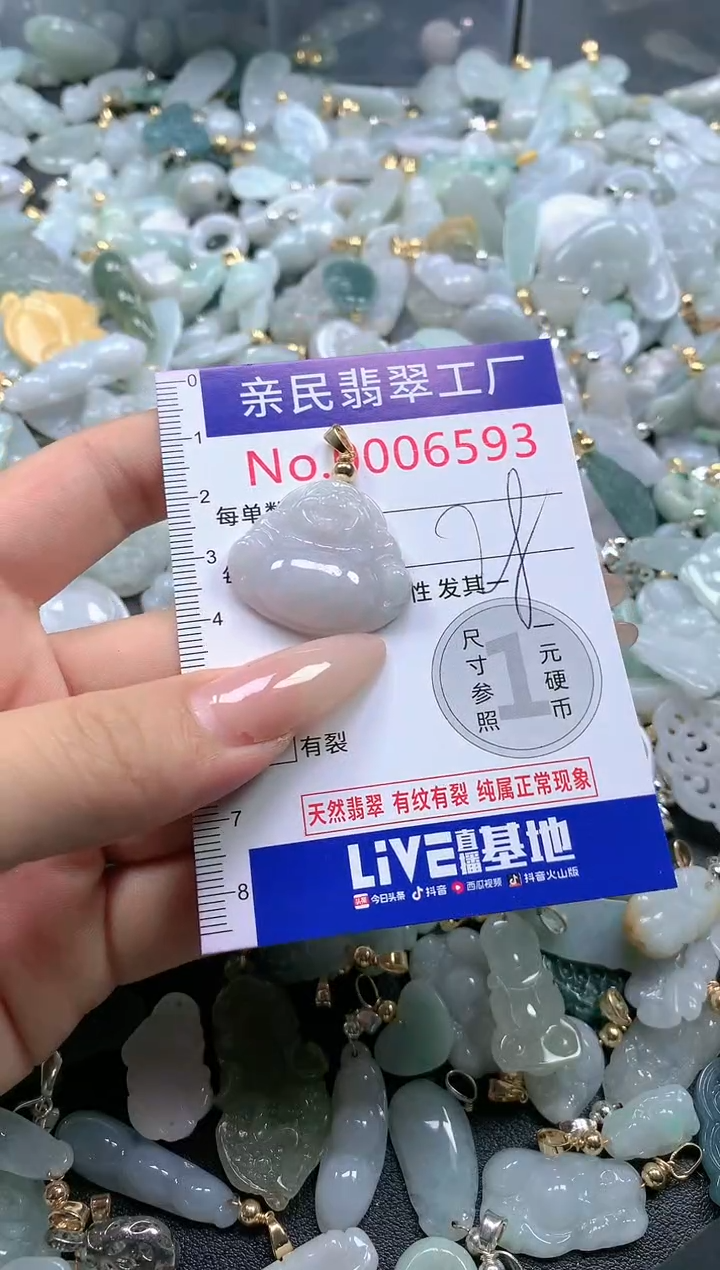 亲民翡翠工厂
No.0006593
每单
性发其一
尺寸参照
1
一元硬币
有裂
天然翡翠 有纹有裂 纯属正常现象
LiVE直播基地
今日头条 抖音 西瓜视频 抖音火山版
0
1
2
3
4
7
8